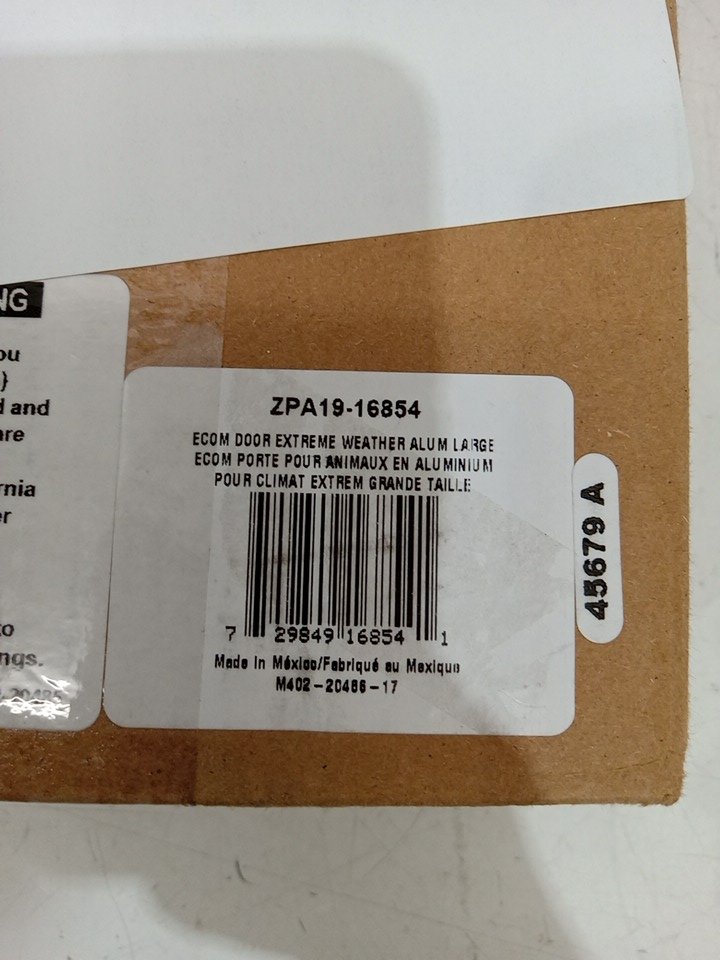 NG
ou
}
d and
are
rnia
er
to
ngs.
ZPA19-16854
ECOM DOOR EXTREME WEATHER ALUM LARGE
ECOM PORTE POUR ANIMAUX EN ALUMINIUM
POUR CLIMAT EXTREM GRANDE TAILLE
7 29849 16854 1
Made in México/Fabriqué au Mexique
M402-20486-17
45679 A